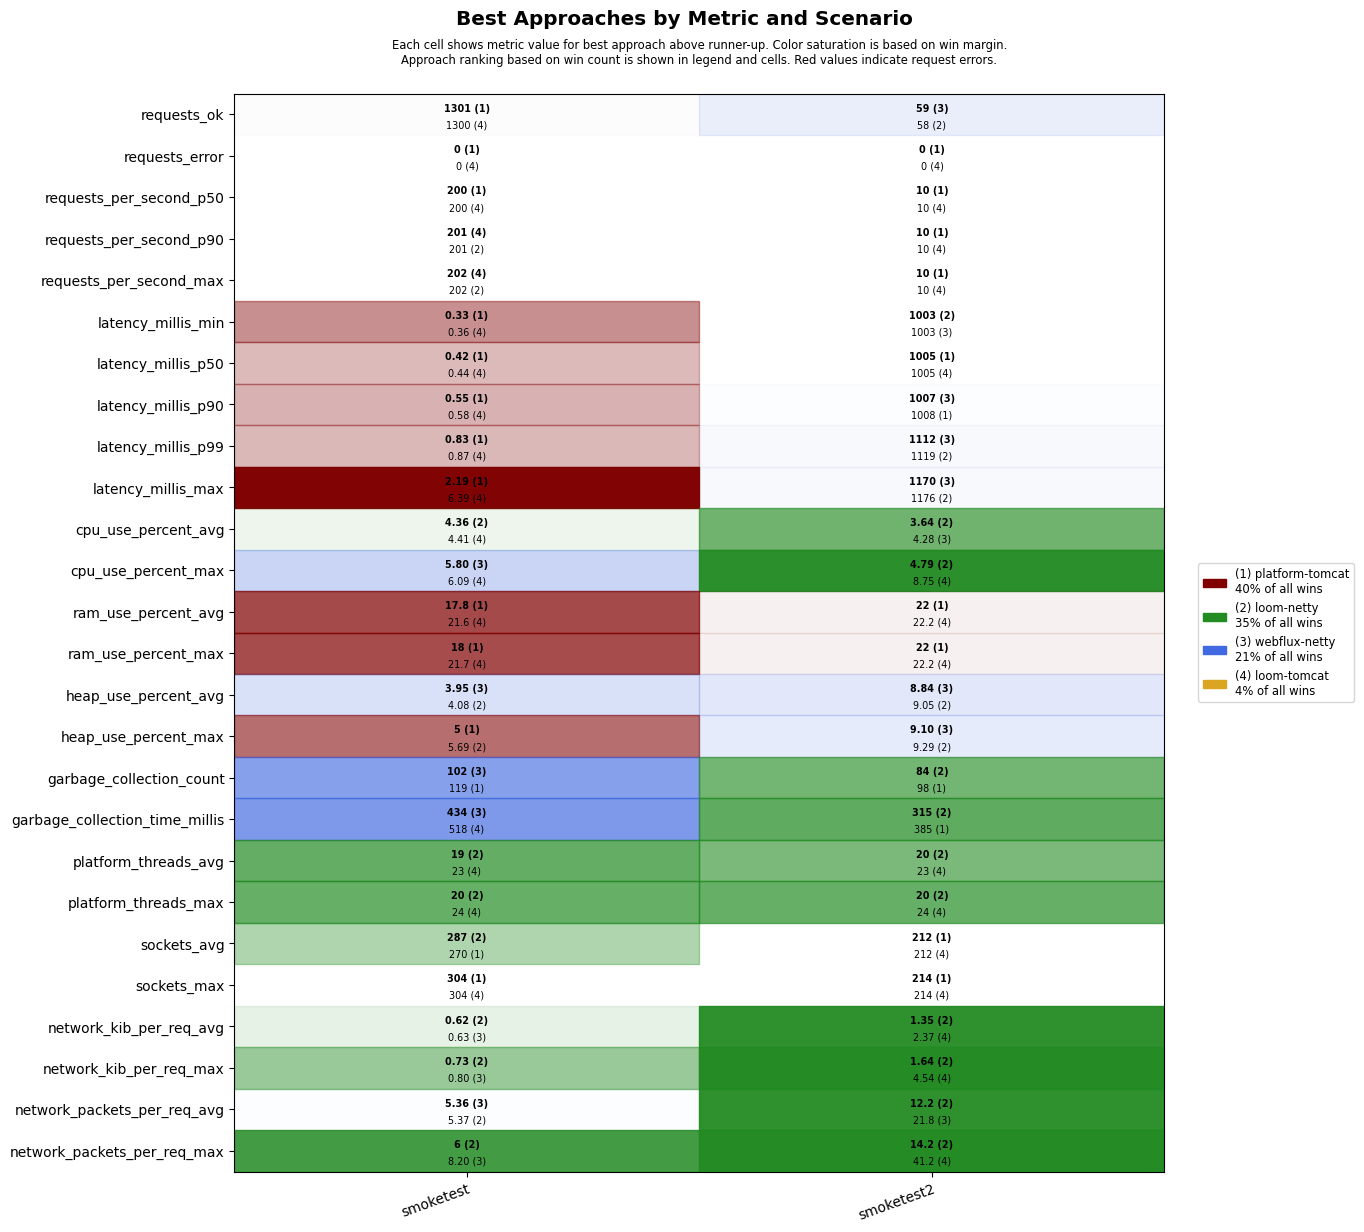 Best Approaches by Metric and Scenario
Each cell shows metric value for best approach above runner-up. Color saturation is based on win margin.
Approach ranking based on win count is shown in legend and cells. Red values indicate request errors.
requests_ok
1301 (1)
1300 (4)
59 (3)
58 (2)
requests_error
0 (1)
0 (4)
0 (1)
0 (4)
requests_per_second_p50
200 (1)
200 (4)
10 (1)
10 (4)
requests_per_second_p90
201 (4)
201 (2)
10 (1)
10 (4)
requests_per_second_max
202 (4)
202 (2)
10 (1)
10 (4)
latency_millis_min
0.33 (1)
0.36 (4)
1003 (2)
1003 (3)
latency_millis_p50
0.42 (1)
0.44 (4)
1005 (1)
1005 (4)
latency_millis_p90
0.55 (1)
0.58 (4)
1007 (3)
1008 (1)
latency_millis_p99
0.83 (1)
0.87 (4)
1112 (3)
1119 (2)
latency_millis_max
2.19 (1)
6.39 (4)
1170 (3)
1176 (2)
cpu_use_percent_avg
4.36 (2)
4.41 (4)
3.64 (2)
4.28 (3)
cpu_use_percent_max
5.80 (3)
6.09 (4)
4.79 (2)
8.75 (4)
ram_use_percent_avg
17.8 (1)
21.6 (4)
22 (1)
22.2 (4)
ram_use_percent_max
18 (1)
21.7 (4)
22 (1)
22.2 (4)
heap_use_percent_avg
3.95 (3)
4.08 (2)
8.84 (3)
9.05 (2)
heap_use_percent_max
5 (1)
5.69 (2)
9.10 (3)
9.29 (2)
garbage_collection_count
102 (3)
119 (1)
84 (2)
98 (1)
garbage_collection_time_millis
434 (3)
518 (4)
315 (2)
385 (1)
platform_threads_avg
19 (2)
23 (4)
20 (2)
23 (4)
platform_threads_max
20 (2)
24 (4)
20 (2)
24 (4)
sockets_avg
287 (2)
270 (1)
212 (1)
212 (4)
sockets_max
304 (1)
304 (4)
214 (1)
214 (4)
network_kib_per_req_avg
0.62 (2)
0.63 (3)
1.35 (2)
2.37 (4)
network_kib_per_req_max
0.73 (2)
0.80 (3)
1.64 (2)
4.54 (4)
network_packets_per_req_avg
5.36 (3)
5.37 (2)
12.2 (2)
21.8 (3)
network_packets_per_req_max
6 (2)
8.20 (3)
14.2 (2)
41.2 (4)
smoketest
smoketest2
(1) platform-tomcat
40% of all wins
(2) loom-netty
35% of all wins
(3) webflux-netty
21% of all wins
(4) loom-tomcat
4% of all wins